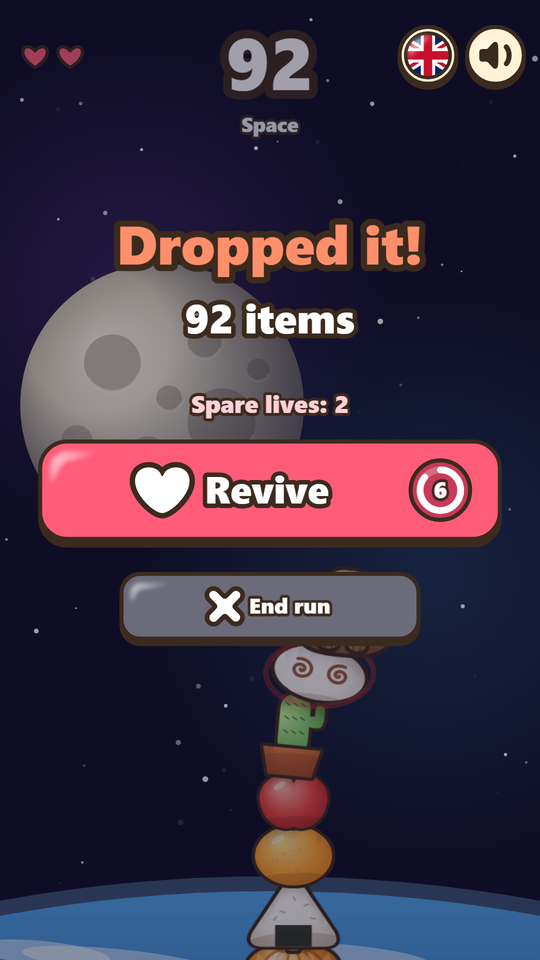 92
Space
Dropped it!
92 items
Spare lives: 2
Revive
6
End run